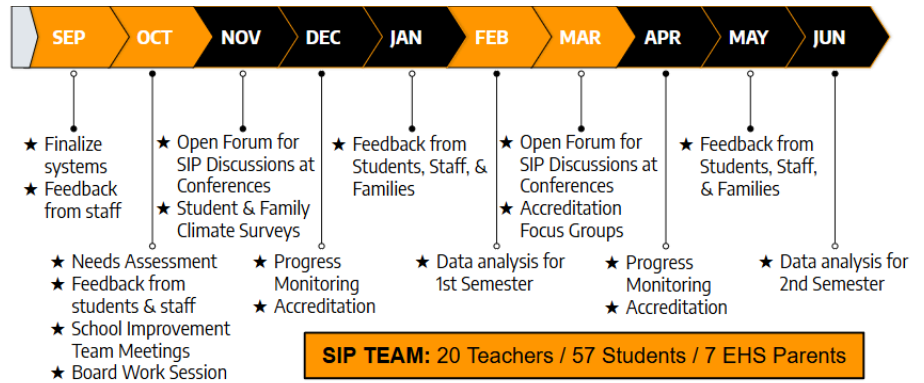 SEP OCT NOV DEC JAN FEB MAR APR MAY JUN
★ Finalize
systems
★ Feedback
from staff
★ Open Forum for
SIP Discussions at
Conferences
★ Student & Family
Climate Surveys
★ Feedback from
Students, Staff, &
Families
★ Open Forum for
SIP Discussions at
Conferences
★ Accreditation
Focus Groups
★ Feedback from
Students, Staff,
& Families
★ Needs Assessment
★ Feedback from
students & staff
★ School Improvement
Team Meetings
★ Board Work Session
★ Progress
Monitoring
★ Accreditation
★ Data analysis for
1st Semester
★ Progress
Monitoring
★ Accreditation
★ Data analysis for
2nd Semester
SIP TEAM: 20 Teachers / 57 Students / 7 EHS Parents